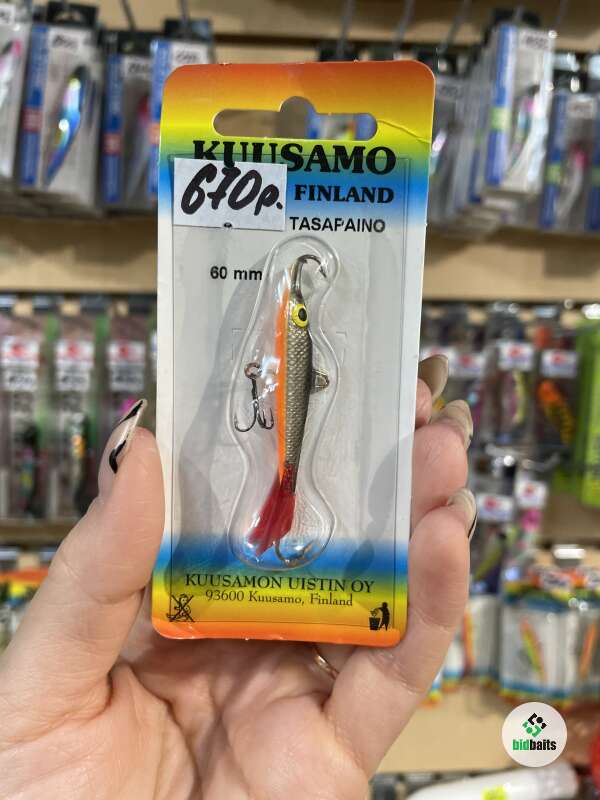 KUUSAMO
670р.
FINLAND
TASAPAINO
60 mm
KUUSAMON UISTIN OY
93600 Kuusamo, Finland
bidbaits